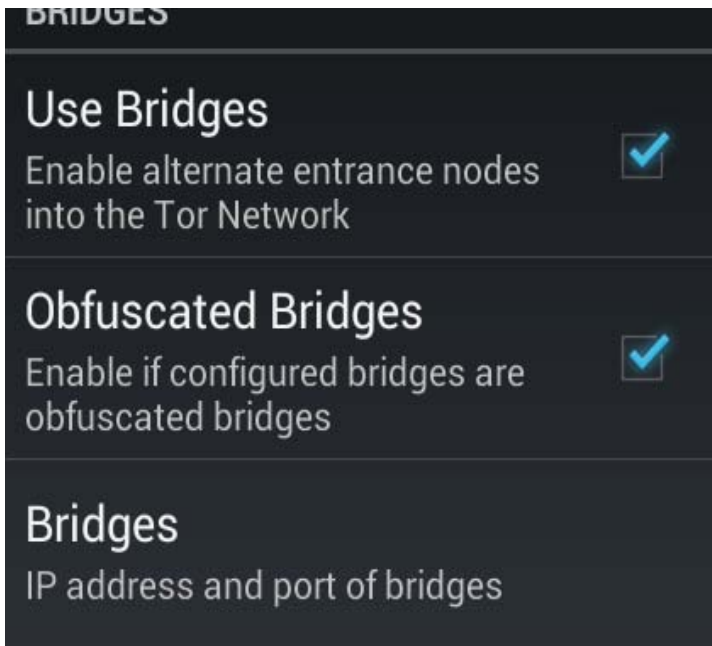 BRIDGES
Use Bridges
Enable alternate entrance nodes
into the Tor Network
Obfuscated Bridges
Enable if configured bridges are
obfuscated bridges
Bridges
IP address and port of bridges